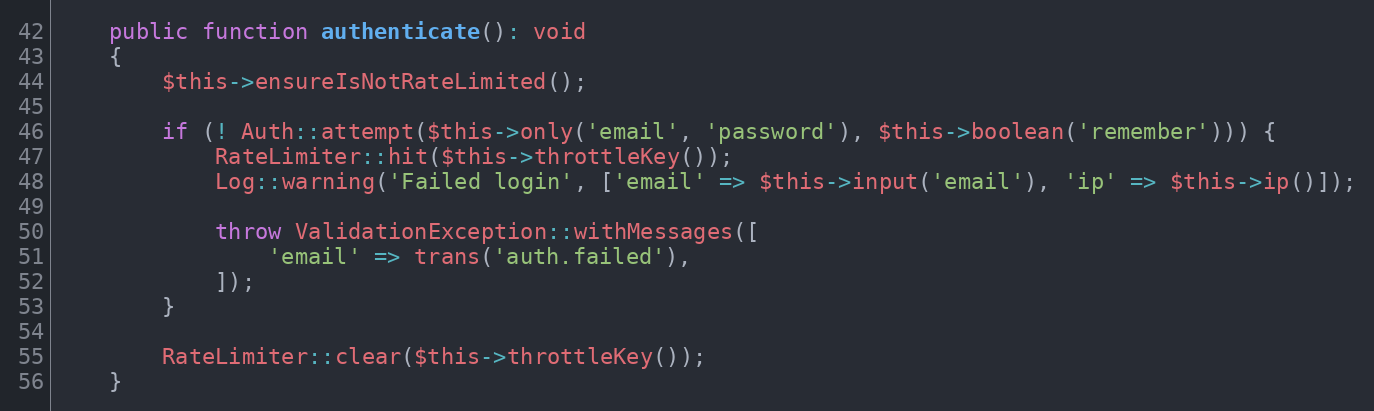 42    public function authenticate(): void
43    {
44        $this->ensureIsNotRateLimited();
45
46        if (! Auth::attempt($this->only('email', 'password'), $this->boolean('remember'))) {
47            RateLimiter::hit($this->throttleKey());
48            Log::warning('Failed login', ['email' => $this->input('email'), 'ip' => $this->ip()]);
49
50            throw ValidationException::withMessages([
51                'email' => trans('auth.failed'),
52            ]);
53        }
54
55        RateLimiter::clear($this->throttleKey());
56    }